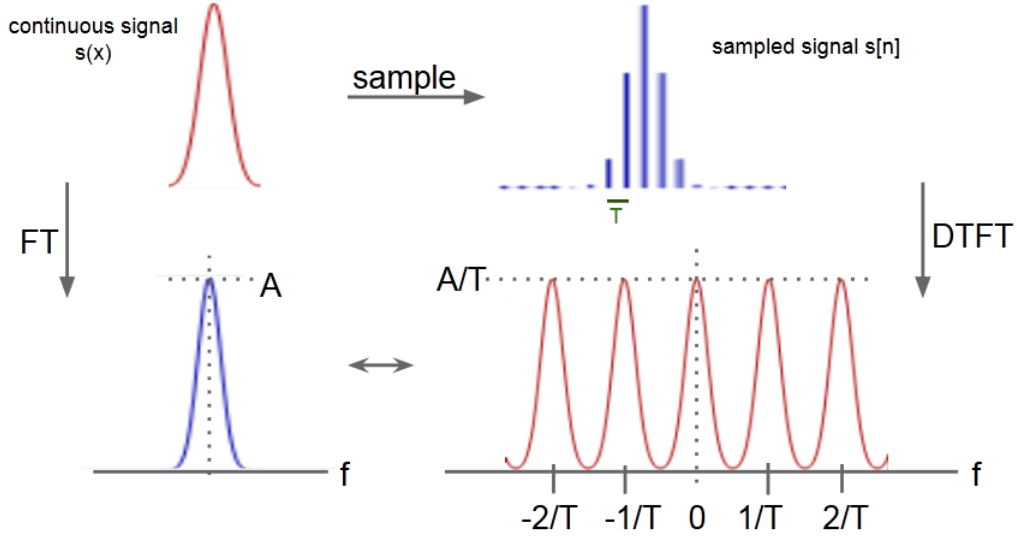 continuous signal
s(x)
sampled signal s[n]
sample
T
FT
DTFT
A
A/T
f
f
-2/T
-1/T
0
1/T
2/T